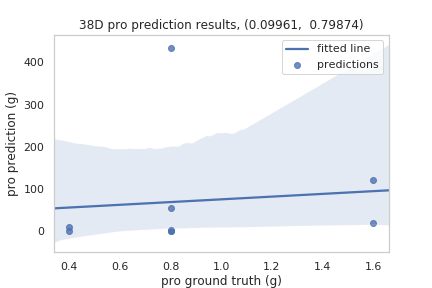 38D pro prediction results, (0.09961,  0.79874)
fitted line
predictions
400
300
200
100
0
pro prediction (g)
0.4 0.6 0.8 1.0 1.2 1.4 1.6
pro ground truth (g)